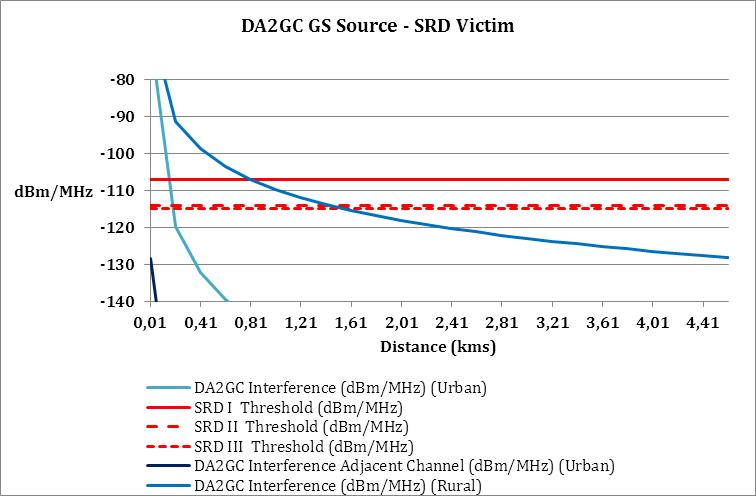 DA2GC GS Source - SRD Victim
-80
-90
-100
-110
-120
-130
-140
dBm/MHz
0,01 0,41 0,81 1,21 1,61 2,01 2,41 2,81 3,21 3,61 4,01 4,41
Distance (kms)
DA2GC Interference (dBm/MHz) (Urban)
SRD I Threshold (dBm/MHz)
SRD II Threshold (dBm/MHz)
SRD III Threshold (dBm/MHz)
DA2GC Interference Adjacent Channel (dBm/MHz) (Urban)
DA2GC Interference (dBm/MHz) (Rural)